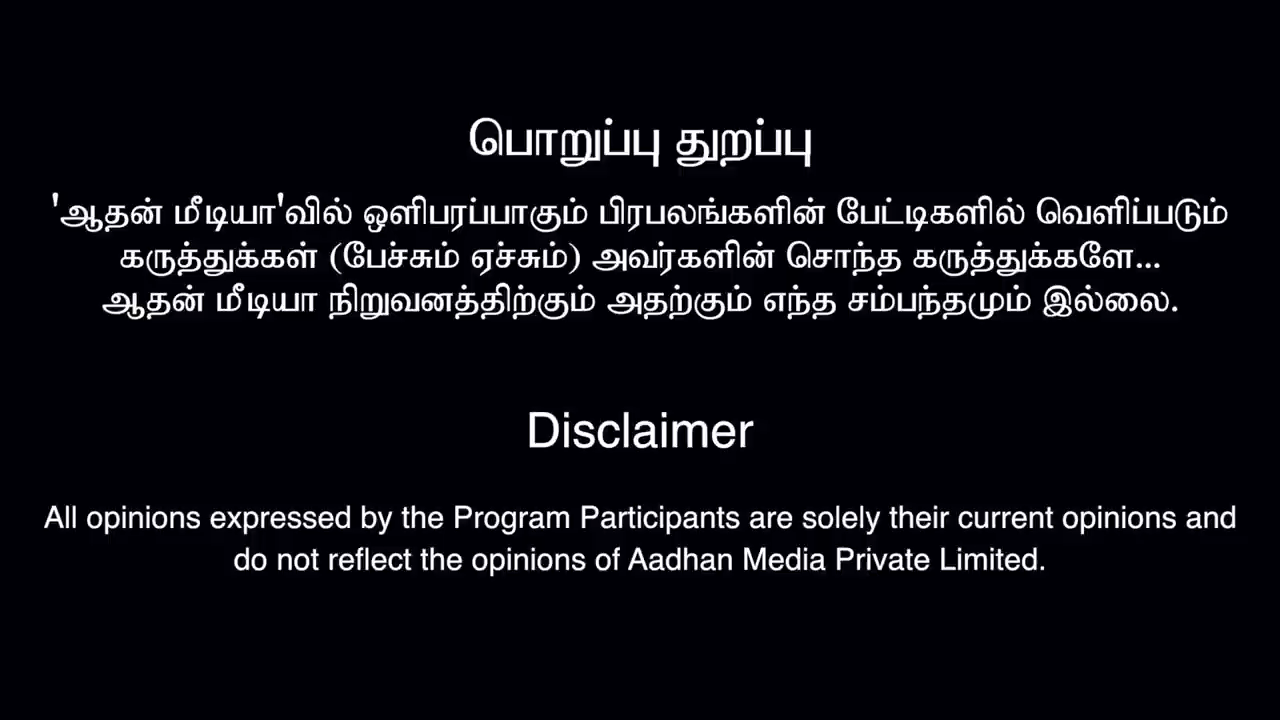 பொறுப்பு துறப்பு
'ஆதன் மீடியா'வில் ஒளிபரப்பாகும் பிரபலங்களின் பேட்டிகளில் வெளிப்படும்
கருத்துக்கள் (பேச்சும் ஏச்சும்) அவர்களின் சொந்த கருத்துக்களே...
ஆதன் மீடியா நிறுவனத்திற்கும் அதற்கும் எந்த சம்பந்தமும் இல்லை.
Disclaimer
All opinions expressed by the Program Participants are solely their current opinions and
do not reflect the opinions of Aadhan Media Private Limited.